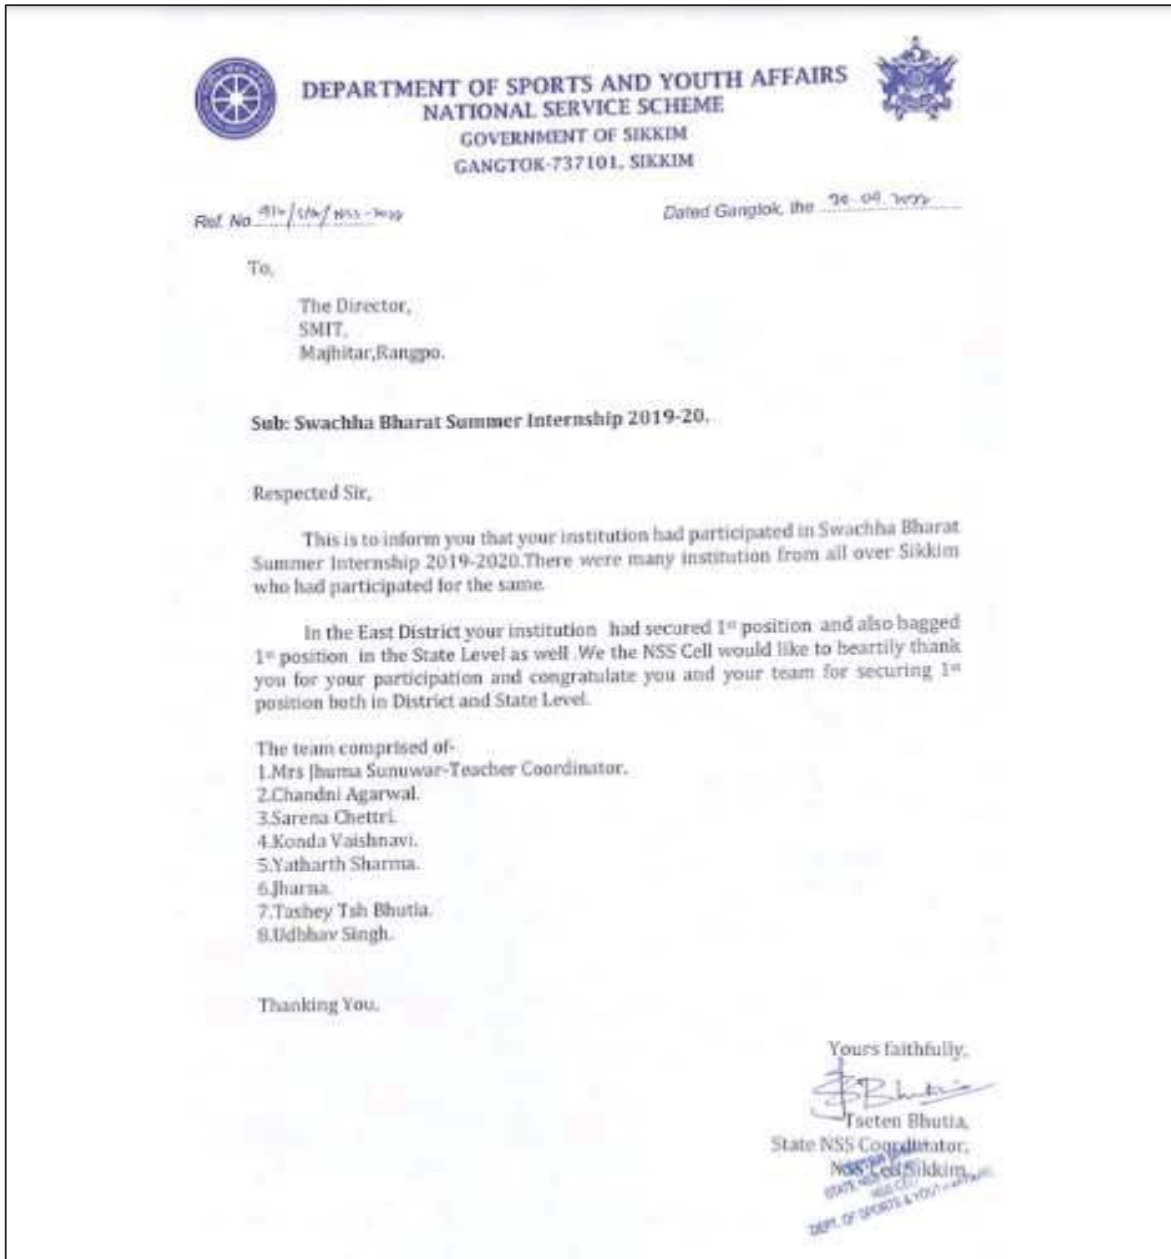 DEPARTMENT OF SPORTS AND YOUTH AFFAIRS
NATIONAL SERVICE SCHEME
GOVERNMENT OF SIKKIM
GANGTOK-737101, SIKKIM
Ref. No
Dated Gangtok, the
To,
The Director,
SMIT,
Majhitar,Rangpo.
Sub: Swachha Bharat Summer Internship 2019-20.
Respected Sir,
This is to inform you that your institution had participated in Swachha Bharat
Summer Internship 2019-2020.There were many institution from all over Sikkim
who had participated for the same.
In the East District your institution had secured 1st position and also bagged
1st position in the State Level as well .We the NSS Cell would like to heartily thank
you for your participation and congratulate you and your team for securing 1st
position both in District and State Level.
The team comprised of-
1.Mrs Jhuma Sunuwar-Teacher Coordinator.
2.Chandni Agarwal.
3.Sarena Chettri.
4.Konda Vaishnavi.
5.Yatharth Sharma.
6.Jharna.
7.Tashey Tsh Bhutia.
8.Udbhav Singh.
Thanking You.
Yours faithfully,
Tseten Bhutia,
State NSS Coordinator,
NSS Cell Sikkim.
DEPT. OF SPORTS & YOUTH